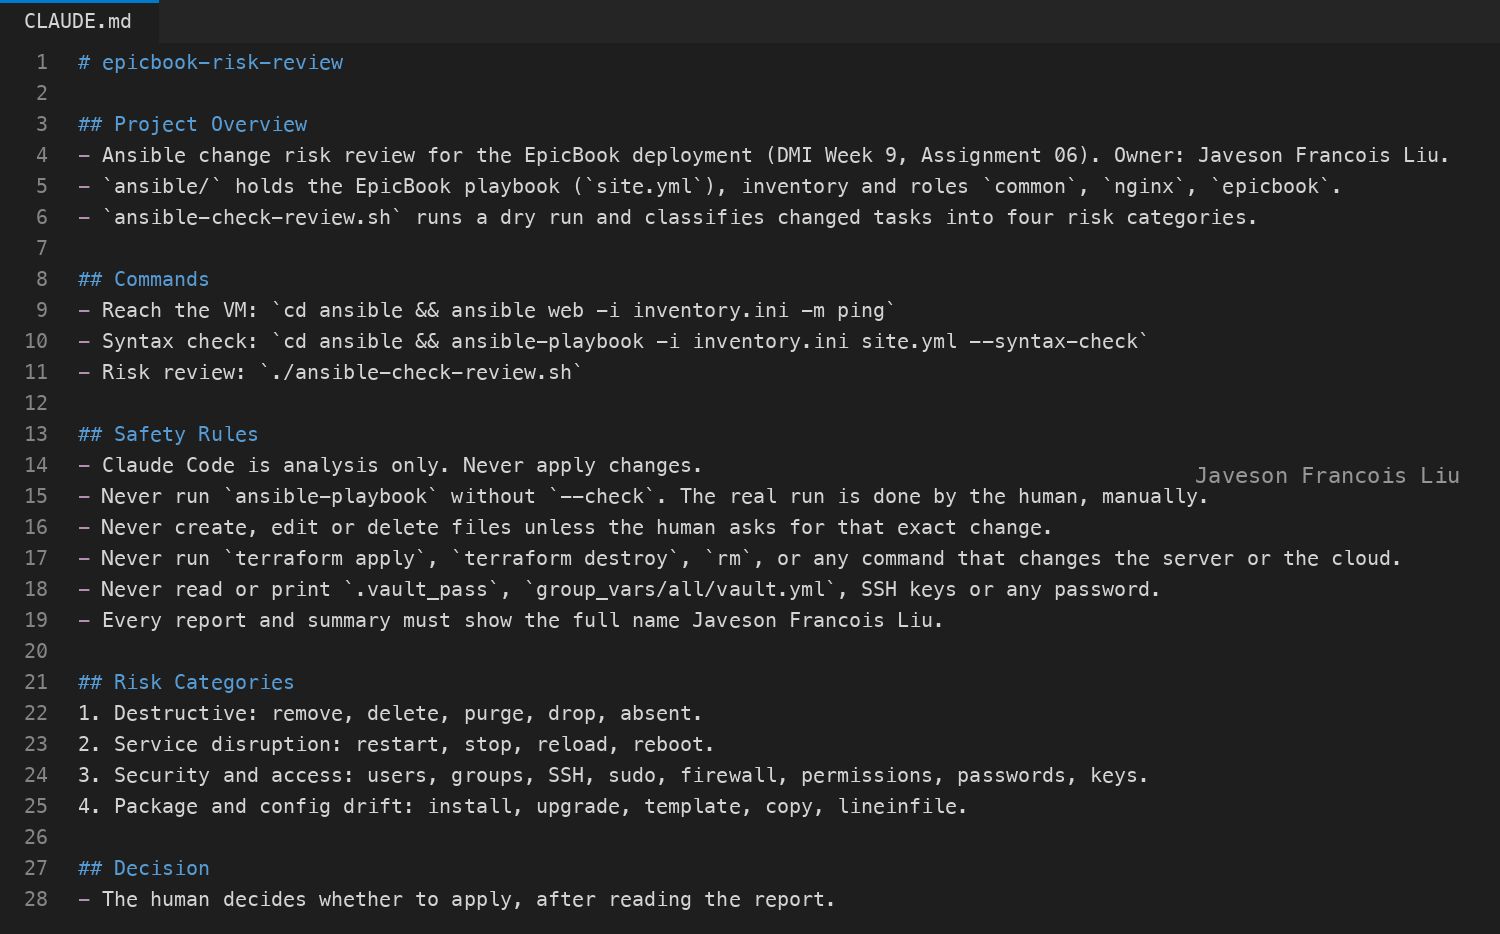 CLAUDE.md
1 # epicbook-risk-review
2
3 ## Project Overview
4 - Ansible change risk review for the EpicBook deployment (DMI Week 9, Assignment 06). Owner: Javeson Francois Liu.
5 - `ansible/` holds the EpicBook playbook (`site.yml`), inventory and roles `common`, `nginx`, `epicbook`.
6 - `ansible-check-review.sh` runs a dry run and classifies changed tasks into four risk categories.
7
8 ## Commands
9 - Reach the VM: `cd ansible && ansible web -i inventory.ini -m ping`
10 - Syntax check: `cd ansible && ansible-playbook -i inventory.ini site.yml --syntax-check`
11 - Risk review: `./ansible-check-review.sh`
12
13 ## Safety Rules
14 - Claude Code is analysis only. Never apply changes.
Javeson Francois Liu
15 - Never run `ansible-playbook` without `--check`. The real run is done by the human, manually.
16 - Never create, edit or delete files unless the human asks for that exact change.
17 - Never run `terraform apply`, `terraform destroy`, `rm`, or any command that changes the server or the cloud.
18 - Never read or print `.vault_pass`, `group_vars/all/vault.yml`, SSH keys or any password.
19 - Every report and summary must show the full name Javeson Francois Liu.
20
21 ## Risk Categories
22 1. Destructive: remove, delete, purge, drop, absent.
23 2. Service disruption: restart, stop, reload, reboot.
24 3. Security and access: users, groups, SSH, sudo, firewall, permissions, passwords, keys.
25 4. Package and config drift: install, upgrade, template, copy, lineinfile.
26
27 ## Decision
28 - The human decides whether to apply, after reading the report.